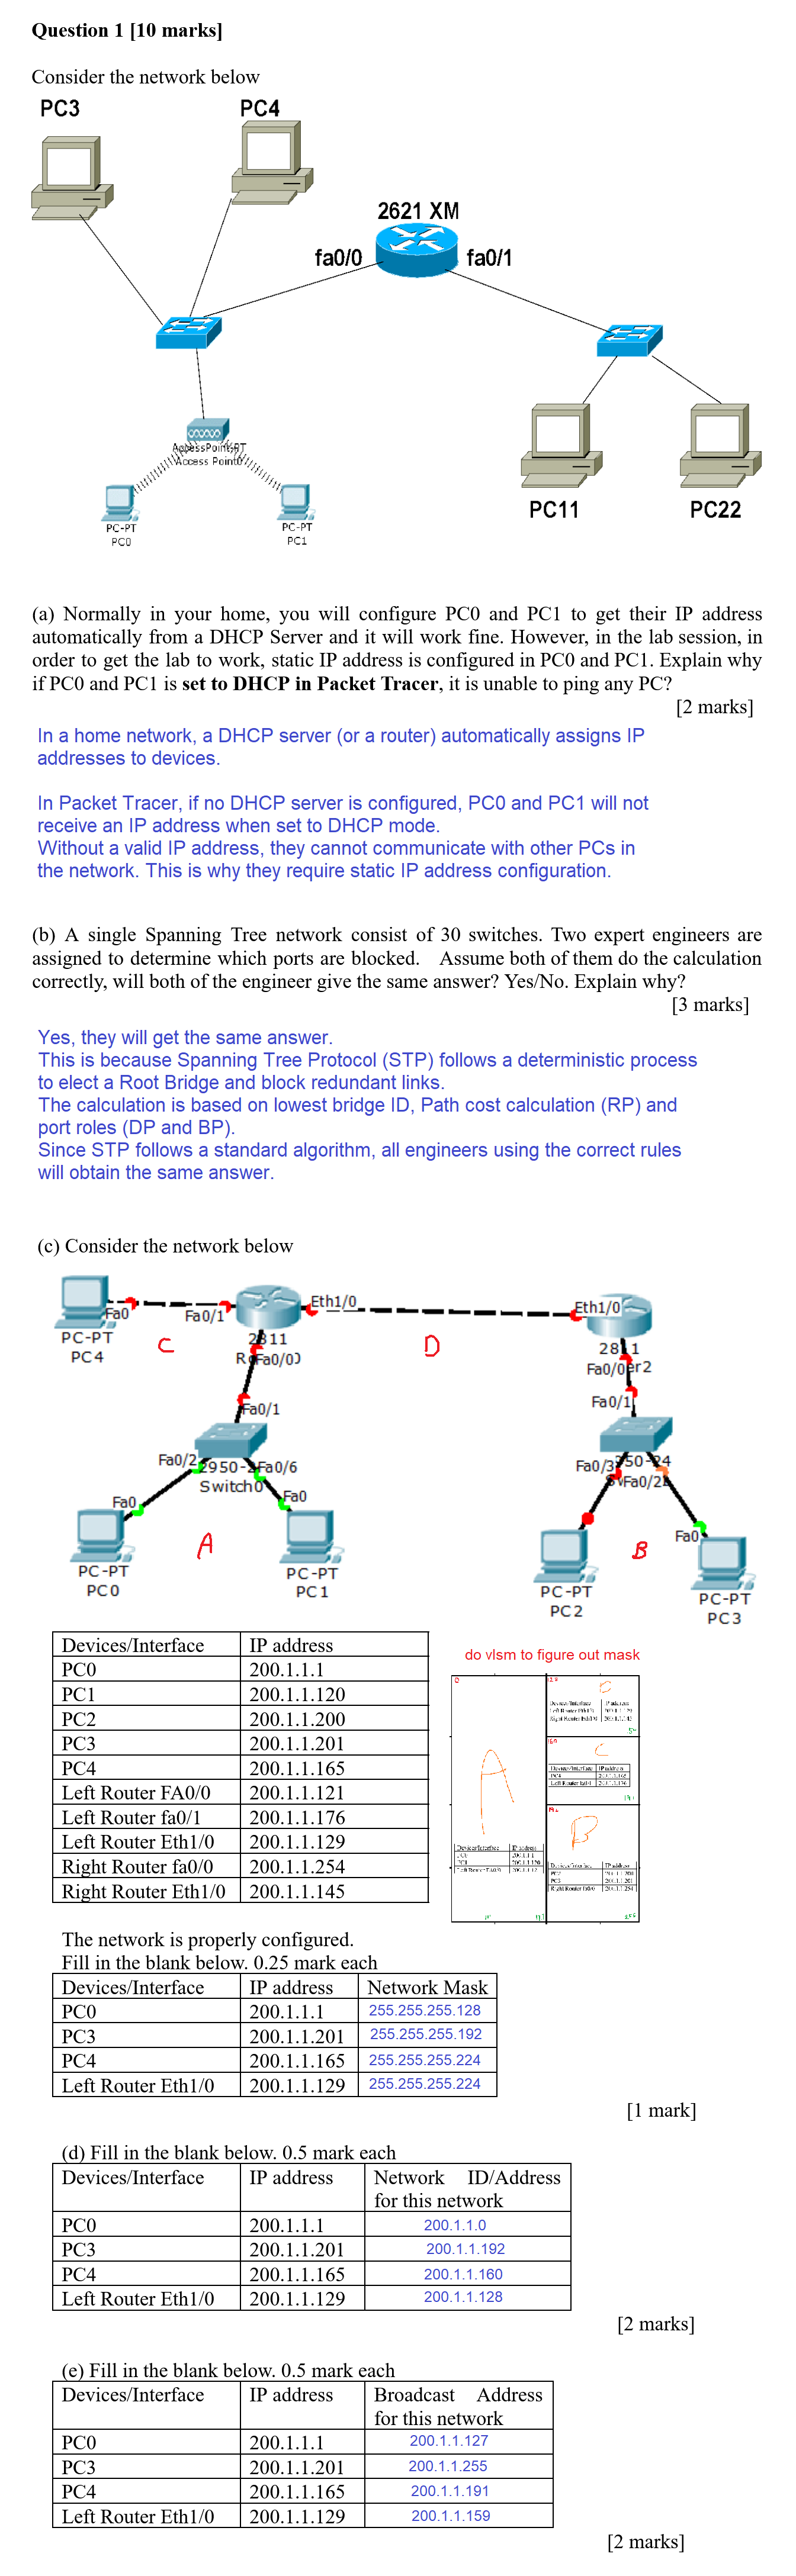 Question 1 [10 marks]
Consider the network below
PC3
PC4
2621 XM
fa0/0
fa0/1
AccessPoint-PT
Access Point0
PC-PT
PC0
PC-PT
PC1
PC11
PC22
(a) Normally in your home, you will configure PC0 and PC1 to get their IP address
automatically from a DHCP Server and it will work fine. However, in the lab session, in
order to get the lab to work, static IP address is configured in PC0 and PC1. Explain why
if PC0 and PC1 is set to DHCP in Packet Tracer, it is unable to ping any PC?
[2 marks]
In a home network, a DHCP server (or a router) automatically assigns IP
addresses to devices.
In Packet Tracer, if no DHCP server is configured, PC0 and PC1 will not
receive an IP address when set to DHCP mode.
Without a valid IP address, they cannot communicate with other PCs in
the network. This is why they require static IP address configuration.
(b) A single Spanning Tree network consist of 30 switches. Two expert engineers are
assigned to determine which ports are blocked. Assume both of them do the calculation
correctly, will both of the engineer give the same answer? Yes/No. Explain why?
[3 marks]
Yes, they will get the same answer.
This is because Spanning Tree Protocol (STP) follows a deterministic process
to elect a Root Bridge and block redundant links.
The calculation is based on lowest bridge ID, Path cost calculation (RP) and
port roles (DP and BP).
Since STP follows a standard algorithm, all engineers using the correct rules
will obtain the same answer.
(c) Consider the network below
Fa0
Fa0/1
Eth1/0
Eth1/0
PC-PT
PC4
C
2811
Fa0/0
D
2811
Fa0/0
Fa0/1
Fa0/1
Fa0/2
Fa0/6
Switch0
Fa0/3
Fa0/2
Fa0
Fa0
Fa0
A
B
PC-PT
PC0
PC-PT
PC1
PC-PT
PC2
PC-PT
PC3
Devices/Interface IP address
PC0 200.1.1.1
PC1 200.1.1.120
PC2 200.1.1.200
PC3 200.1.1.201
PC4 200.1.1.165
Left Router FA0/0 200.1.1.121
Left Router fa0/1 200.1.1.176
Left Router Eth1/0 200.1.1.129
Right Router fa0/0 200.1.1.254
Right Router Eth1/0 200.1.1.145
do vlsm to figure out mask
A
C
B
The network is properly configured.
Fill in the blank below. 0.25 mark each
Devices/Interface IP address Network Mask
PC0 200.1.1.1 255.255.255.128
PC3 200.1.1.201 255.255.255.192
PC4 200.1.1.165 255.255.255.224
Left Router Eth1/0 200.1.1.129 255.255.255.224
[1 mark]
(d) Fill in the blank below. 0.5 mark each
Devices/Interface IP address Network ID/Address
for this network
PC0 200.1.1.1 200.1.1.0
PC3 200.1.1.201 200.1.1.192
PC4 200.1.1.165 200.1.1.160
Left Router Eth1/0 200.1.1.129 200.1.1.128
[2 marks]
(e) Fill in the blank below. 0.5 mark each
Devices/Interface IP address Broadcast Address
for this network
PC0 200.1.1.1 200.1.1.127
PC3 200.1.1.201 200.1.1.255
PC4 200.1.1.165 200.1.1.191
Left Router Eth1/0 200.1.1.129 200.1.1.159
[2 marks]